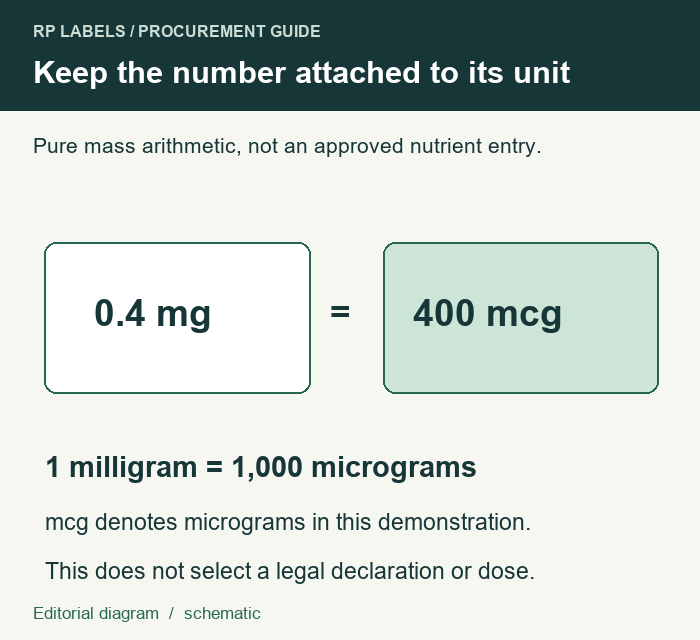 RP LABELS / PROCUREMENT GUIDE
Keep the number attached to its unit
Pure mass arithmetic, not an approved nutrient entry.
0.4 mg = 400 mcg
1 milligram = 1,000 micrograms
mcg denotes micrograms in this demonstration.
This does not select a legal declaration or dose.
Editorial diagram / schematic